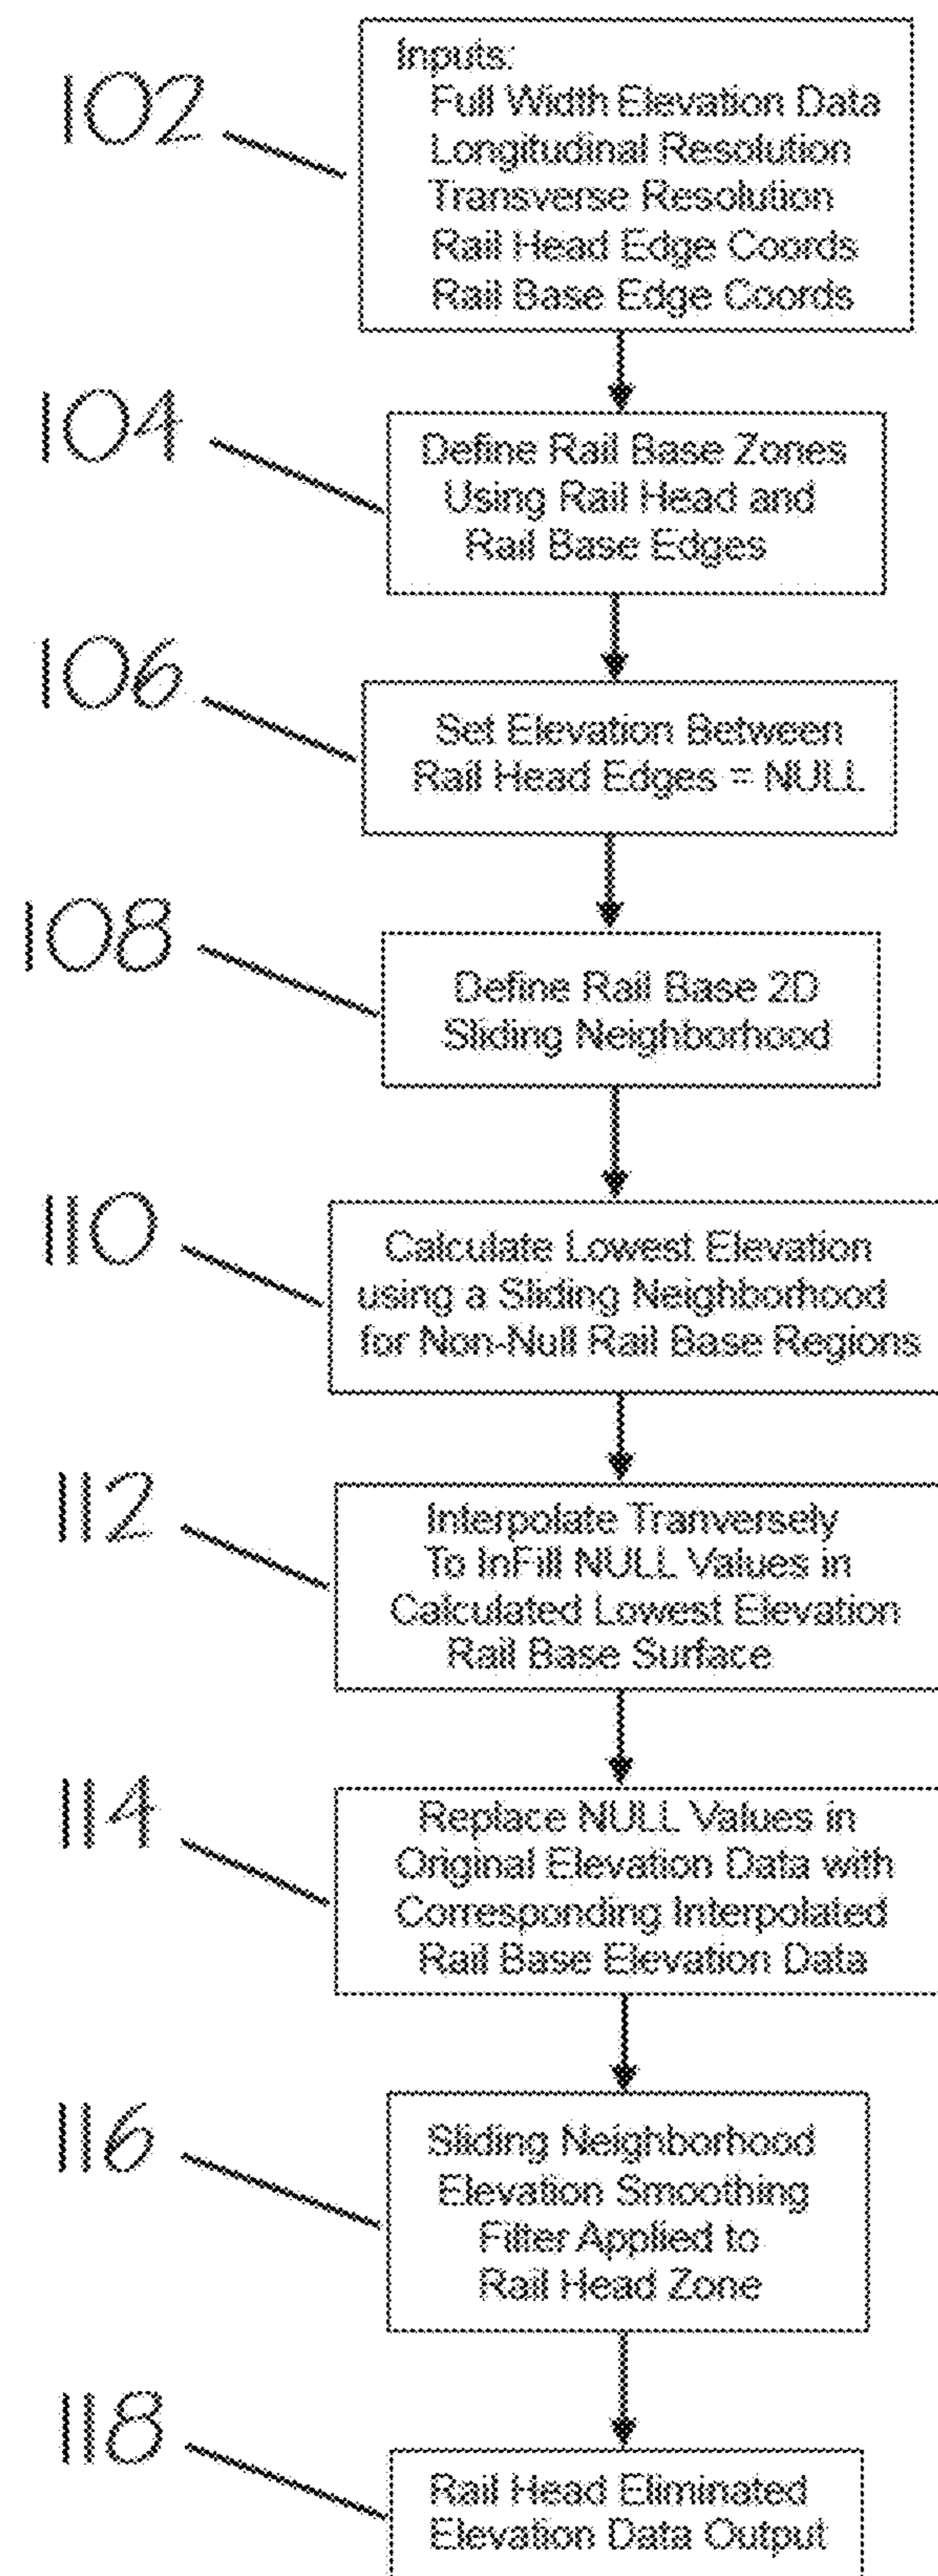 102
Inputs:
Full Width Elevation Data
Longitudinal Resolution
Transverse Resolution
Rail Head Edge Coords
Rail Base Edge Coords
104
Define Rail Base Zones
Using Rail Head and
Rail Base Edges
106
Set Elevation Between
Rail Head Edges = NULL
108
Define Rail Base 2D
Sliding Neighborhood
110
Calculate Lowest Elevation
using a Sliding Neighborhood
for Non-Null Rail Base Regions
112
Interpolate Tranversely
To InFill NULL Values in
Calculated Lowest Elevation
Rail Base Surface
114
Replace NULL Values in
Original Elevation Data with
Corresponding Interpolated
Rail Base Elevation Data
116
Sliding Neighborhood
Elevation Smoothing
Filter Applied to
Rail Head Zone
118
Rail Head Eliminated
Elevation Data Output